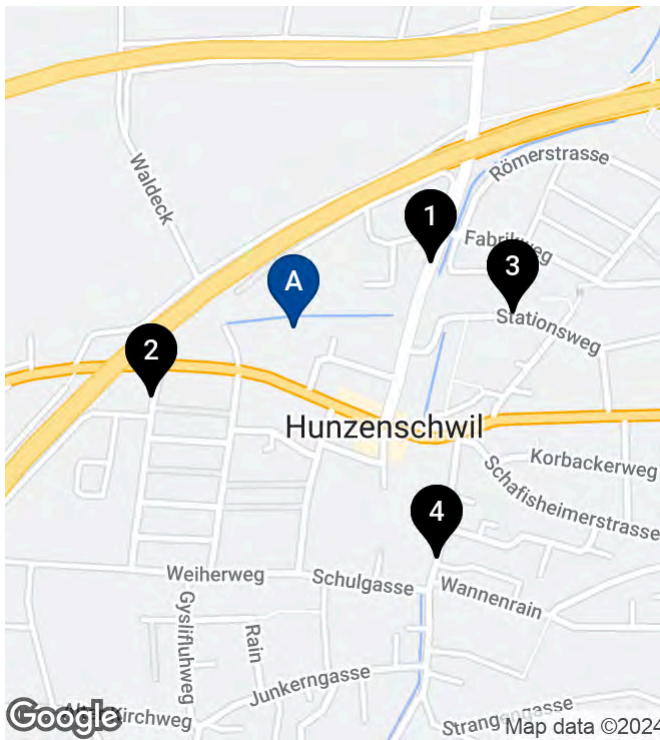 Waldeck
Römerstrasse
1
Fabrikweg
3
A
Stationsweg
2
Hunzenschwil
Korbackerweg
Schafisheimerstrasse
4
Weiherweg
Schulgasse
Wannenrain
Gyslifluhweg
Rain
Junkerngasse
Kirchweg
Strangengasse
Google
Map data ©2024